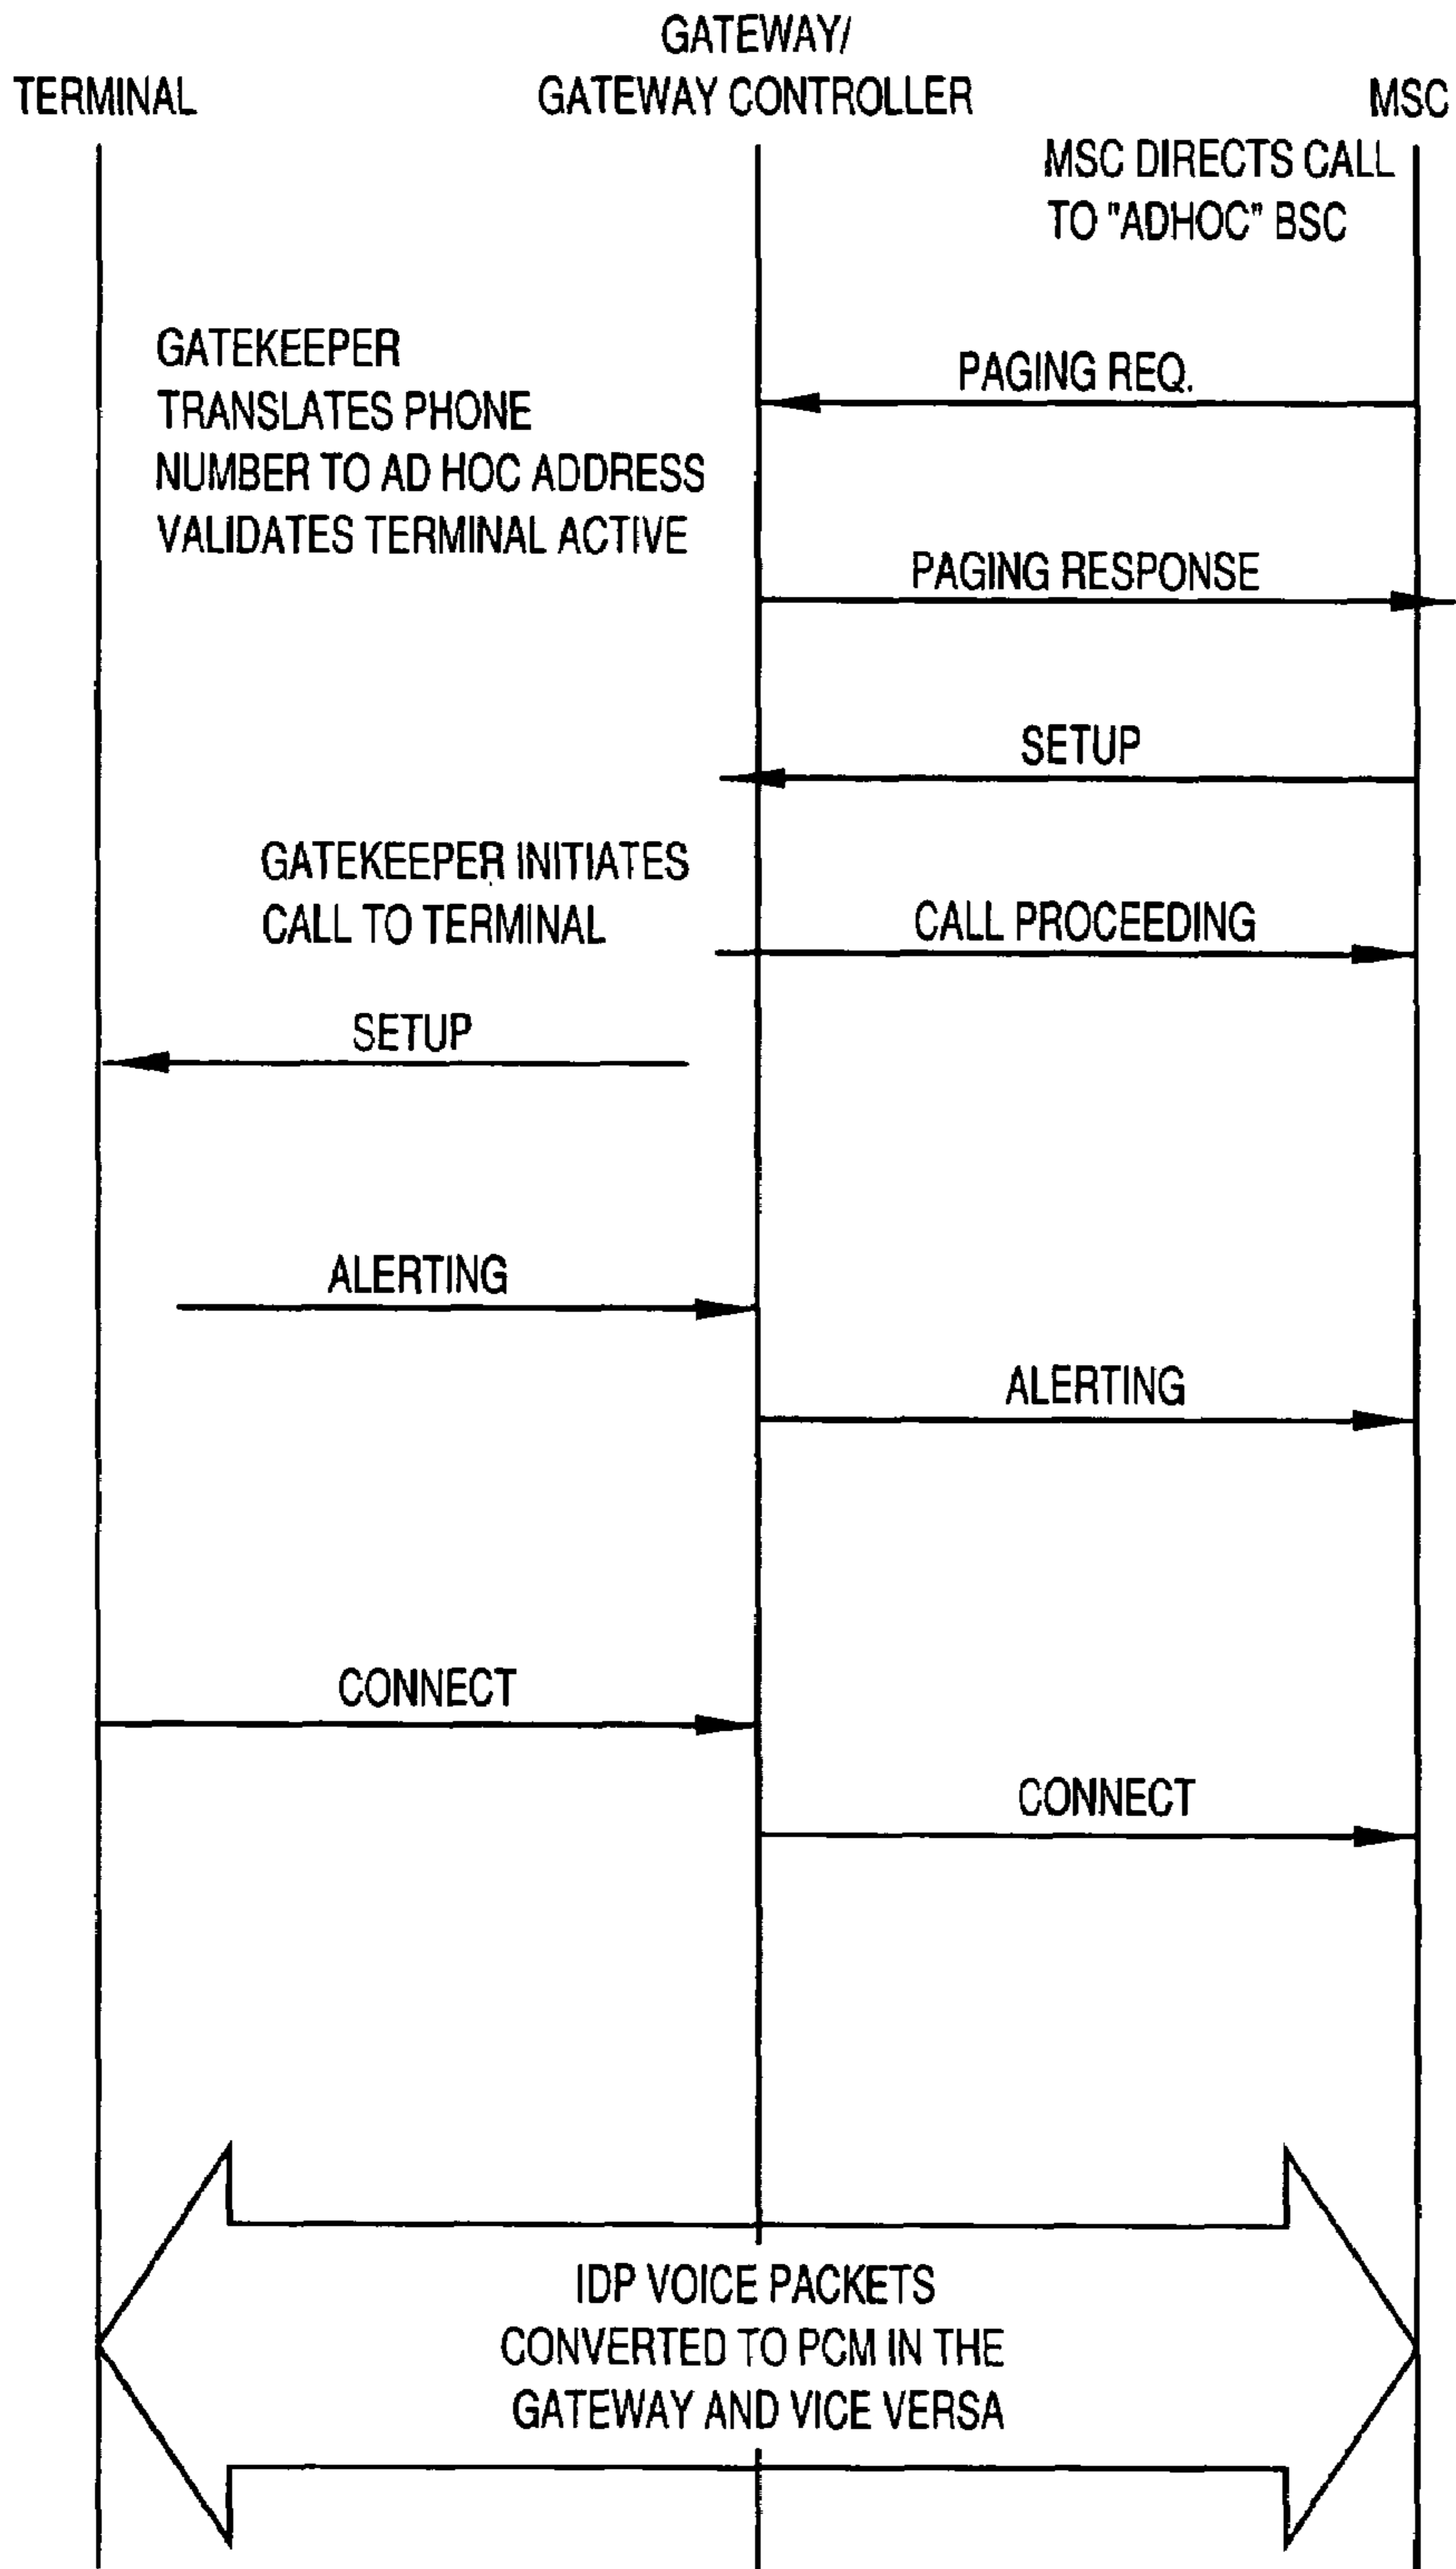 GATEWAY/
TERMINAL
GATEWAY CONTROLLER
MSC
MSC DIRECTS CALL
TO "ADHOC" BSC
GATEKEEPER
TRANSLATES PHONE
NUMBER TO AD HOC ADDRESS
VALIDATES TERMINAL ACTIVE
PAGING REQ.
PAGING RESPONSE
SETUP
GATEKEEPER INITIATES
CALL TO TERMINAL
CALL PROCEEDING
SETUP
ALERTING
ALERTING
CONNECT
CONNECT
IDP VOICE PACKETS
CONVERTED TO PCM IN THE
GATEWAY AND VICE VERSA